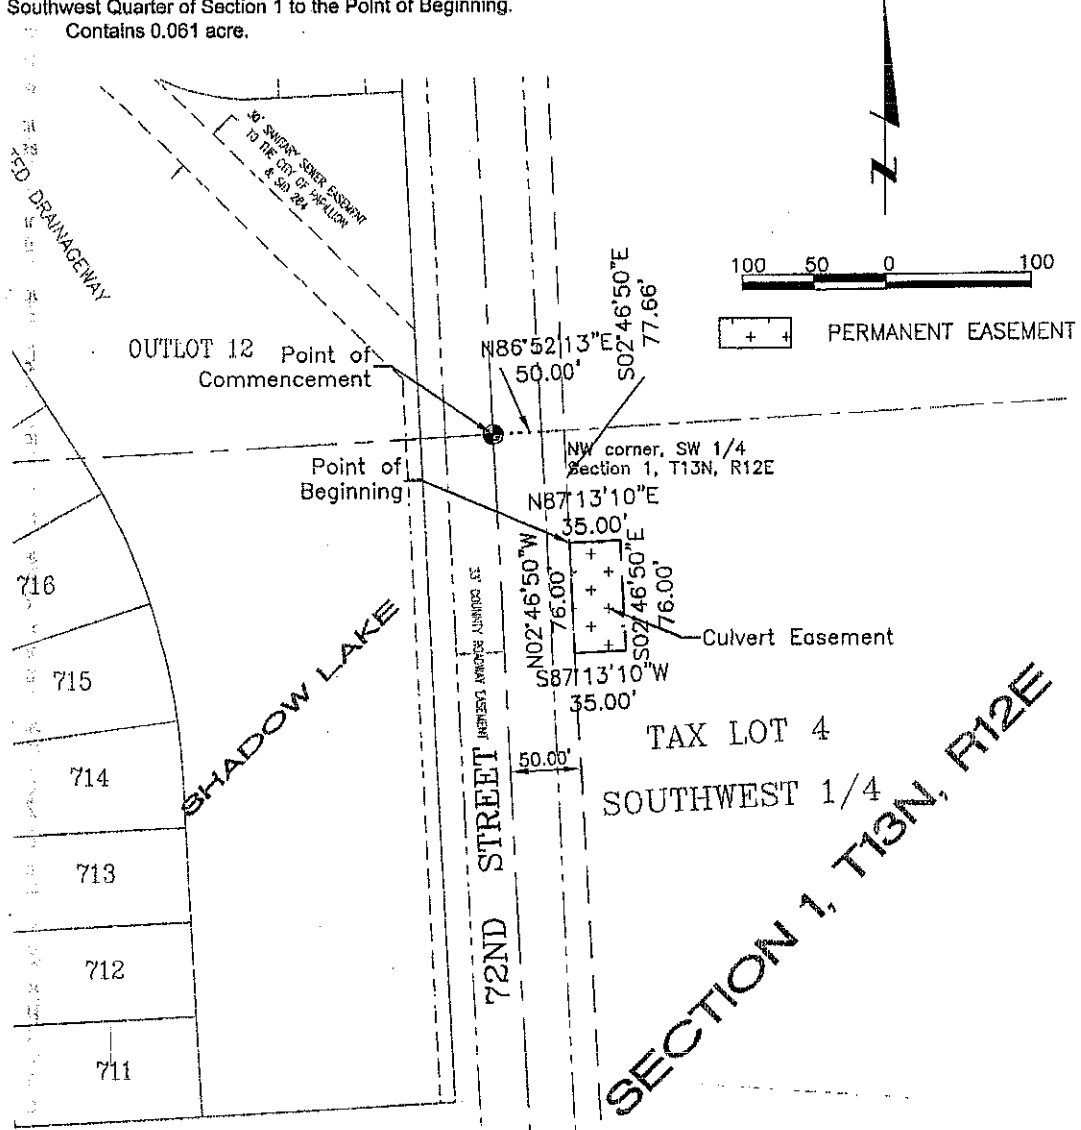 Southwest Quarter of Section 1 to the Point of Beginning.
Contains 0.061 acre.
30' SANITARY SEWER EASEMENT
TO THE CITY OF PAPILLION
& SID 264
TED DRAINAGEWAY
Z
100 50 0 100
PERMANENT EASEMENT
OUTLOT 12
Point of
Commencement
N86°52'13"E
50.00'
S02°46'50"E
77.66'
NW corner, SW 1/4
Section 1, T13N, R12E
Point of
Beginning
N87°13'10"E
35.00'
N02°46'50"W
76.00'
S02°46'50"E
76.00'
Culvert Easement
S87°13'10"W
35.00'
33' COUNTY ROADWAY EASEMENT
50.00'
72ND STREET
TAX LOT 4
SOUTHWEST 1/4
SECTION 1, T13N, R12E
SHADOW LAKE
716
715
714
713
712
711